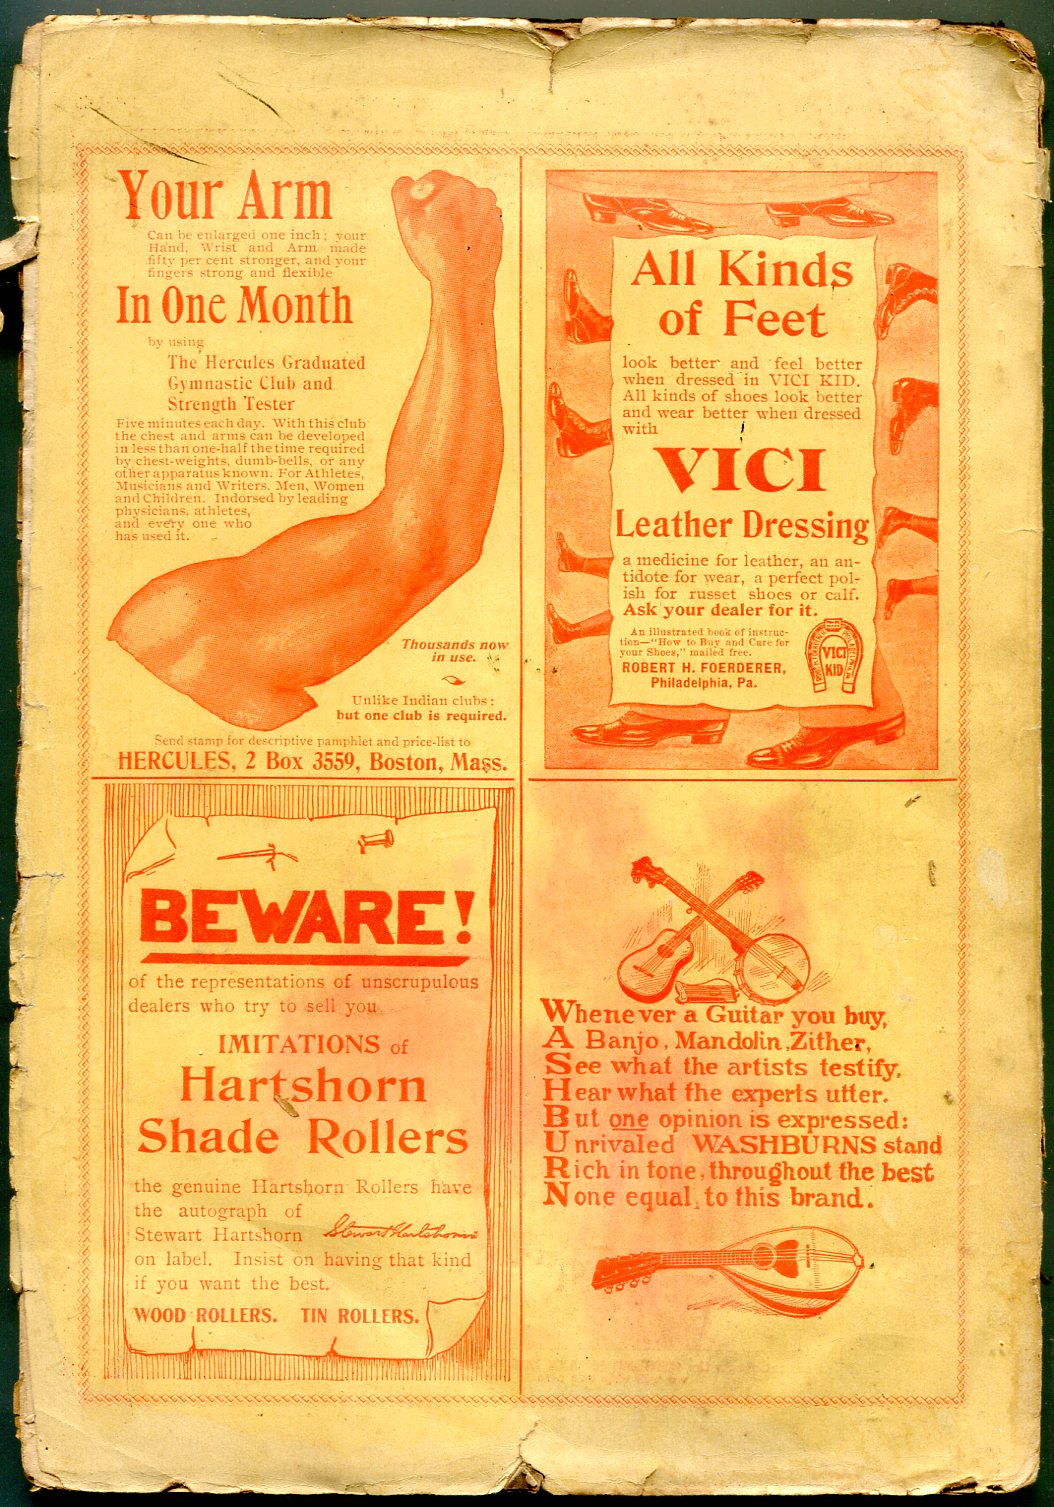 Your Arm
Can be enlarged one inch; your
Hand, Wrist and Arm made
fifty per cent stronger, and your
fingers strong and flexible
In One Month
by using
The Hercules Graduated
Gymnastic Club and
Strength Tester
Five minutes each day. With this club
the chest and arms can be developed
in less than one-half the time required
by chest-weights, dumb-bells, or any
other apparatus known. For Athletes,
Musicians and Writers, Men, Women
and Children. Indorsed by leading
physicians, athletes,
and every one who
has used it.
Thousands now
in use.
Unlike Indian clubs:
but one club is required.
Send stamp for descriptive pamphlet and price-list to
HERCULES, 2 Box 3559, Boston, Mass.
All Kinds
of Feet
look better and feel better
when dressed in VICI KID.
All kinds of shoes look better
and wear better when dressed
with
VICI
Leather Dressing
a medicine for leather, an an-
tidote for wear, a perfect pol-
ish for russet shoes or calf.
Ask your dealer for it.
An illustrated book of instruc-
tion—"How to Buy and Care for
your Shoes," mailed free.
ROBERT H. FOERDERER,
Philadelphia, Pa.
VICI
KID
BEWARE!
of the representations of unscrupulous
dealers who try to sell you
IMITATIONS of
Hartshorn
Shade Rollers
the genuine Hartshorn Rollers have
the autograph of
Stewart Hartshorn Stewart Hartshorn
on label. Insist on having that kind
if you want the best.
WOOD ROLLERS. TIN ROLLERS.
Whenever a Guitar you buy,
A Banjo, Mandolin, Zither,
See what the artists testify,
Hear what the experts utter.
But one opinion is expressed:
Unrivaled WASHBURNS stand
Rich in tone, throughout the best
None equal, to this brand.